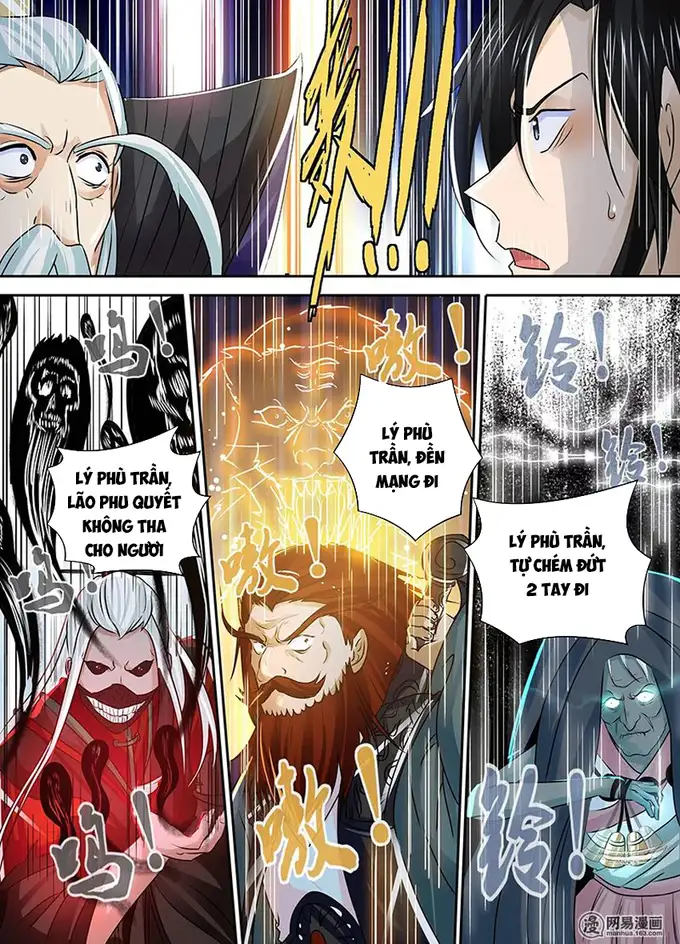 嗷!
铃!
呜!
铃
LÝ PHÙ
TRẦN, ĐỀN
MẠNG ĐI
LÝ PHÙ TRẦN,
LÃO PHU QUYẾT
KHÔNG THA
CHO NGƯƠI
LÝ PHÙ TRẦN,
TỰ CHÉM ĐỨT
2 TAY ĐI
呜!
嗷!
呜!
嗷!
铃!
漫 网易漫画
manhua.163.com